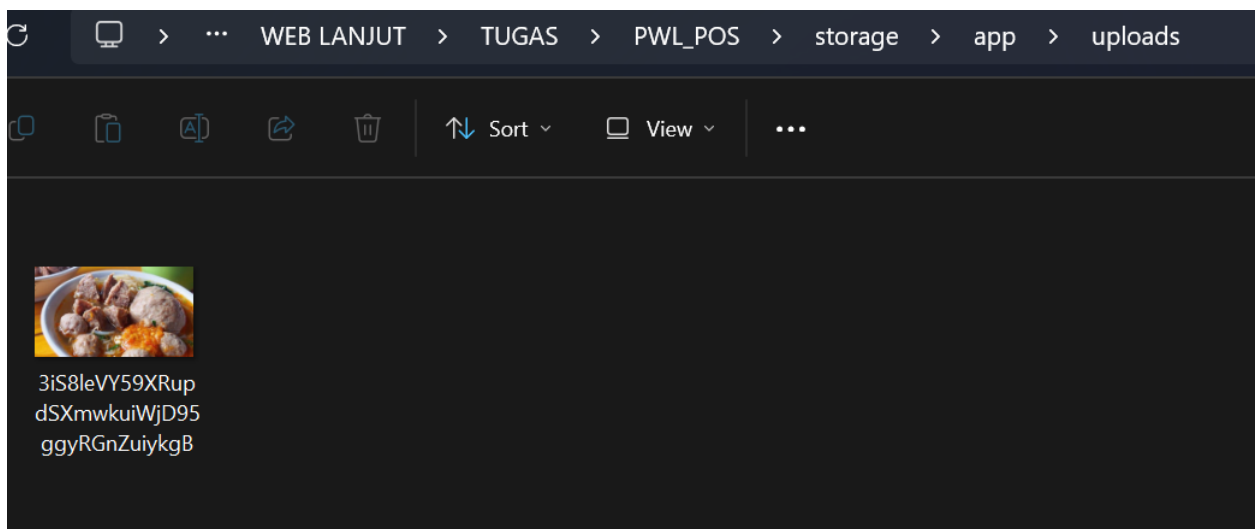 WEB LANJUT > TUGAS > PWL_POS > storage > app > uploads
Sort
View
3iS8leVY59XRup
dSXmwkuiWjD95
ggyRGnZuiykgB